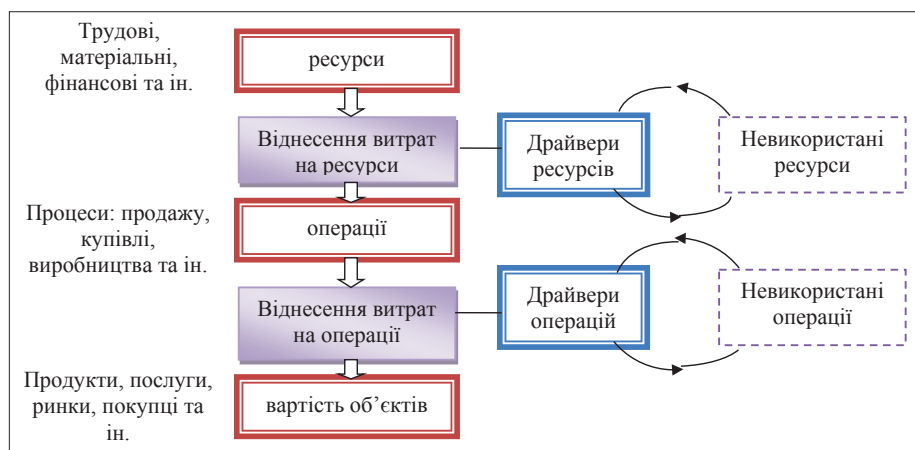 Трудові,
матеріальні,
фінансові та ін.
ресурси
Віднесення витрат
на ресурси
Драйвери
ресурсів
Невикористані
ресурси
Процеси: продажу,
купівлі,
виробництва та ін.
операції
Віднесення витрат
на операції
Драйвери
операцій
Невикористані
операції
Продукти, послуги,
ринки, покупці та
ін.
вартість об’єктів